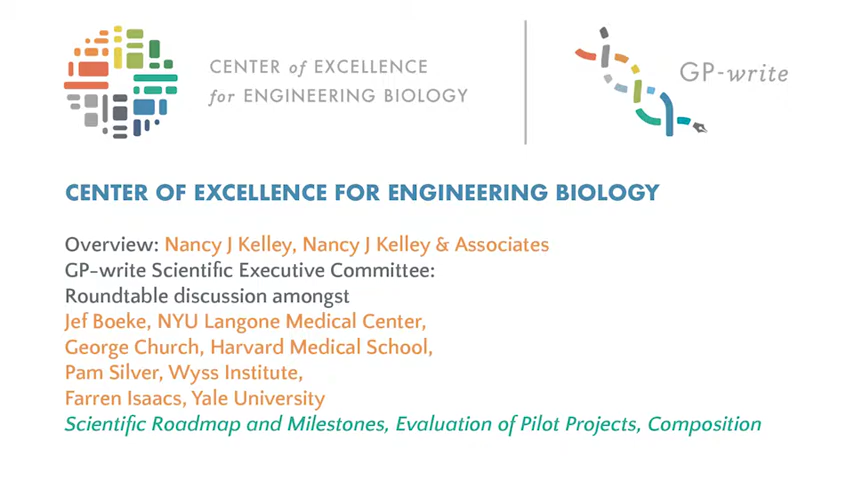 CENTER of EXCELLENCE
for ENGINEERING BIOLOGY
GP-write
CENTER OF EXCELLENCE FOR ENGINEERING BIOLOGY
Overview: Nancy J Kelley, Nancy J Kelley & Associates
GP-write Scientific Executive Committee:
Roundtable discussion amongst
Jef Boeke, NYU Langone Medical Center,
George Church, Harvard Medical School,
Pam Silver, Wyss Institute,
Farren Isaacs, Yale University
Scientific Roadmap and Milestones, Evaluation of Pilot Projects, Composition